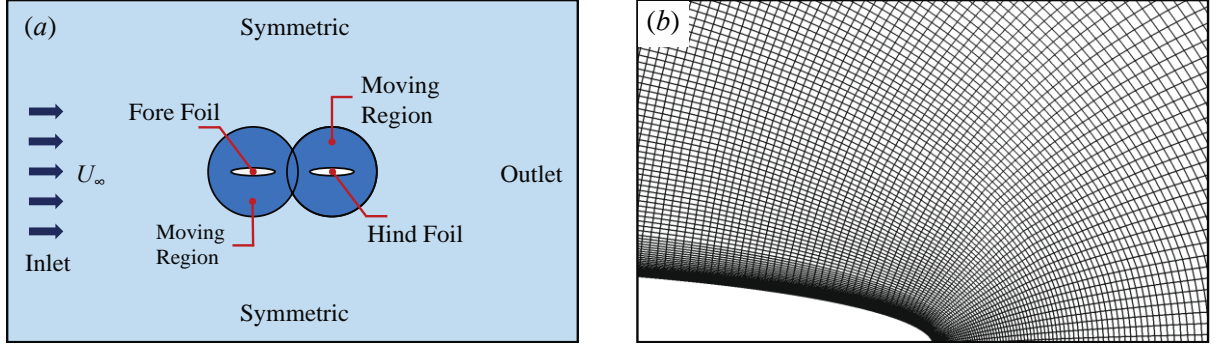 (a)
Symmetric
Moving
Region
Fore Foil
U∞
Outlet
Moving
Region
Hind Foil
Inlet
Symmetric
(b)